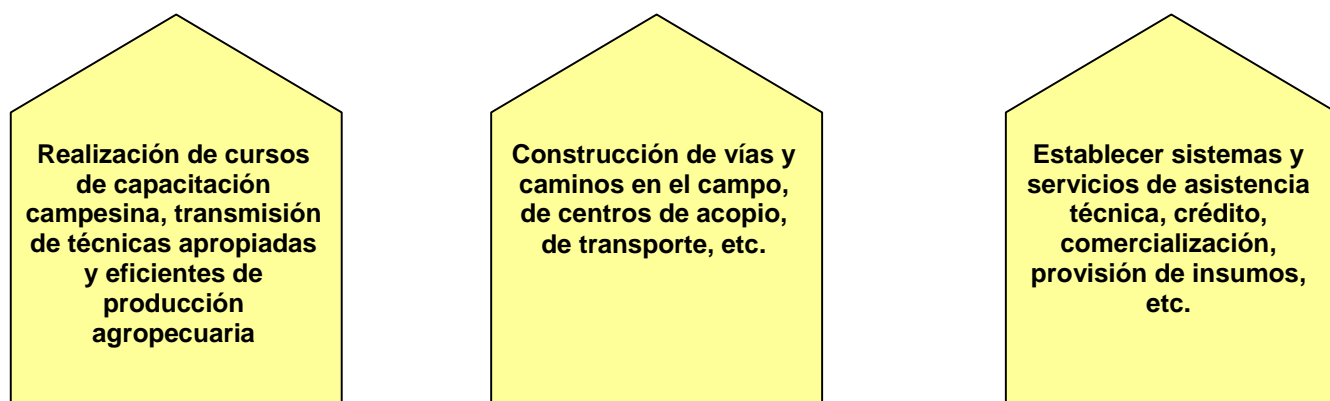 Realización de cursos
de capacitación
campesina, transmisión
de técnicas apropiadas
y eficientes de
producción
agropecuaria
Construcción de vías y
caminos en el campo,
de centros de acopio,
de transporte, etc.
Establecer sistemas y
servicios de asistencia
técnica, crédito,
comercialización,
provisión de insumos,
etc.